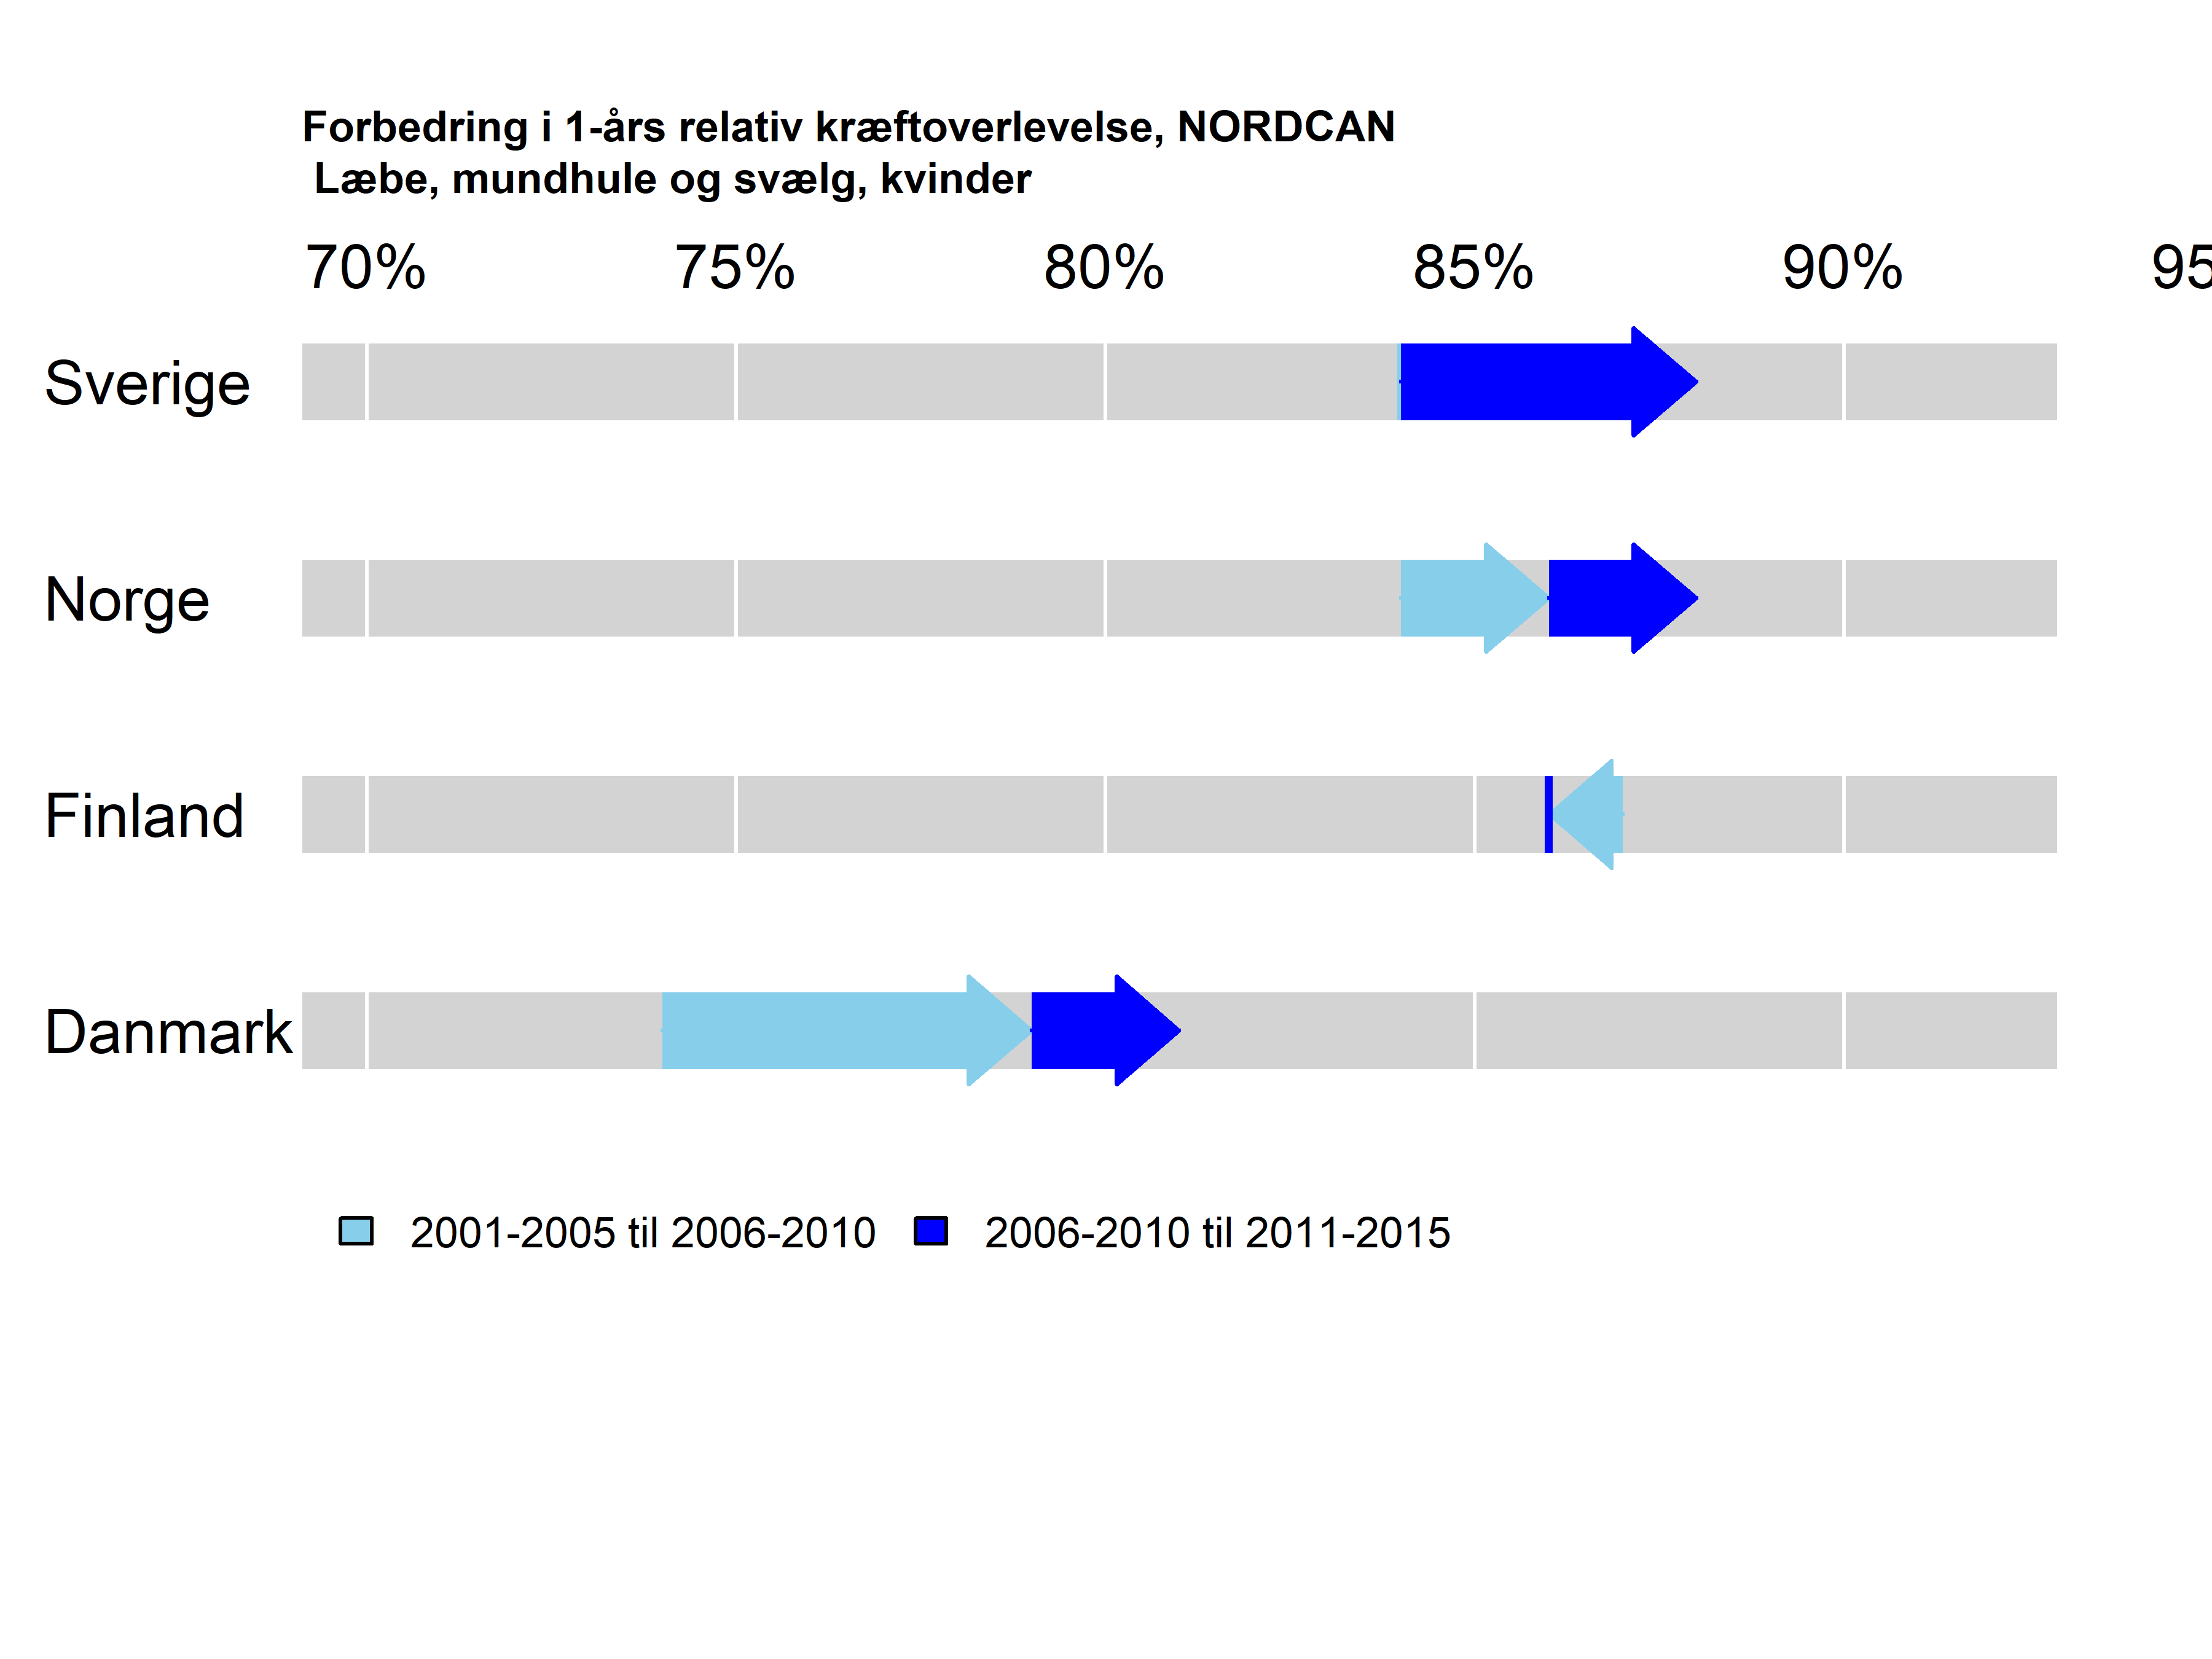 Forbedring i 1-års relativ kræftoverlevelse, NORDCAN
Læbe, mundhule og svælg, kvinder
70% 75% 80% 85% 90% 95
Sverige
Norge
Finland
Danmark
2001-2005 til 2006-2010 2006-2010 til 2011-2015